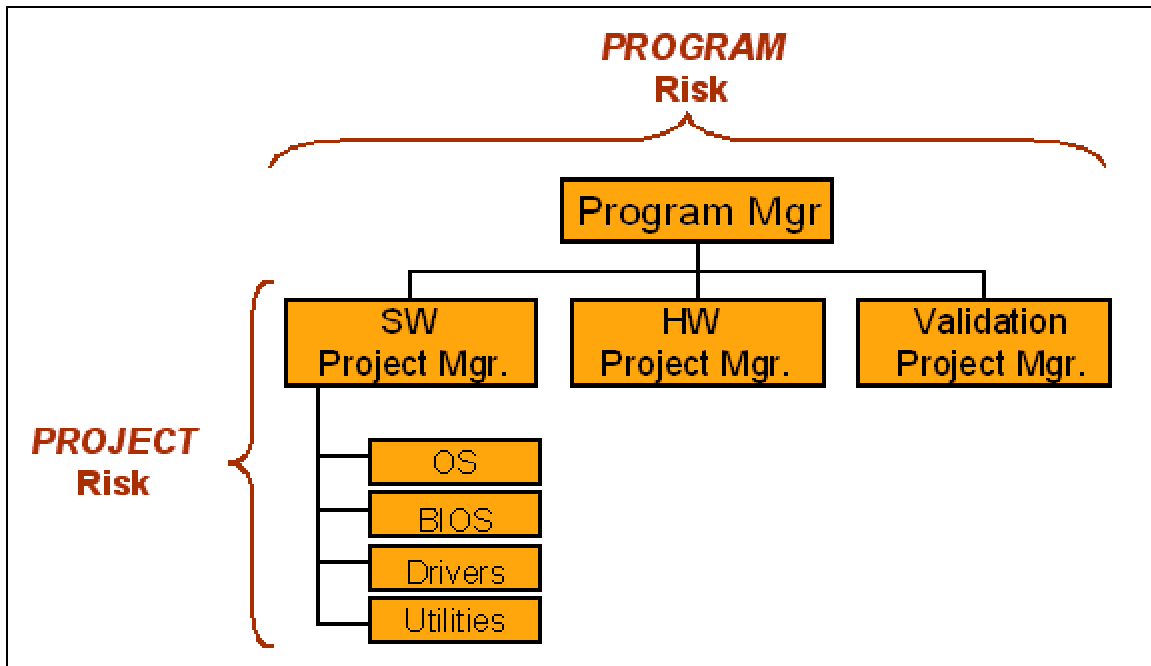 PROGRAM
Risk
Program Mgr
SW
Project Mgr.
HW
Project Mgr.
Validation
Project Mgr.
PROJECT
Risk
OS
BIOS
Drivers
Utilities